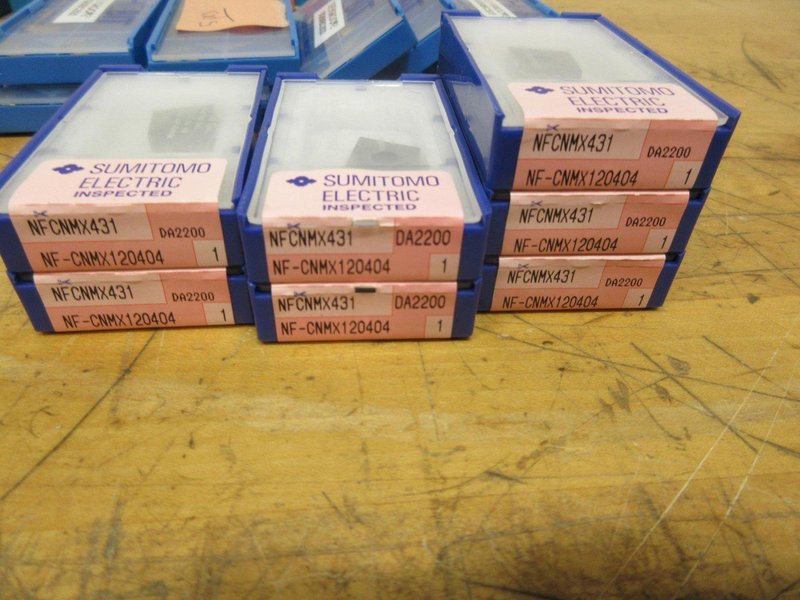 SUMITOMO
ELECTRIC
INSPECTED
NFCNMX431 DA2200
NF-CNMX120404 1
NFCNMX431 DA2200
NF-CNMX120404 1
SUMITOMO
ELECTRIC
INSPECTED
NFCNMX431 DA2200
NF-CNMX120404 1
NFCNMX431 DA2200
NF-CNMX120404 1
SUMITOMO
ELECTRIC
INSPECTED
NFCNMX431 DA2200
NF-CNMX120404 1
NFCNMX431 DA2200
NF-CNMX120404 1
NFCNMX431 DA2200
NF-CNMX120404 1